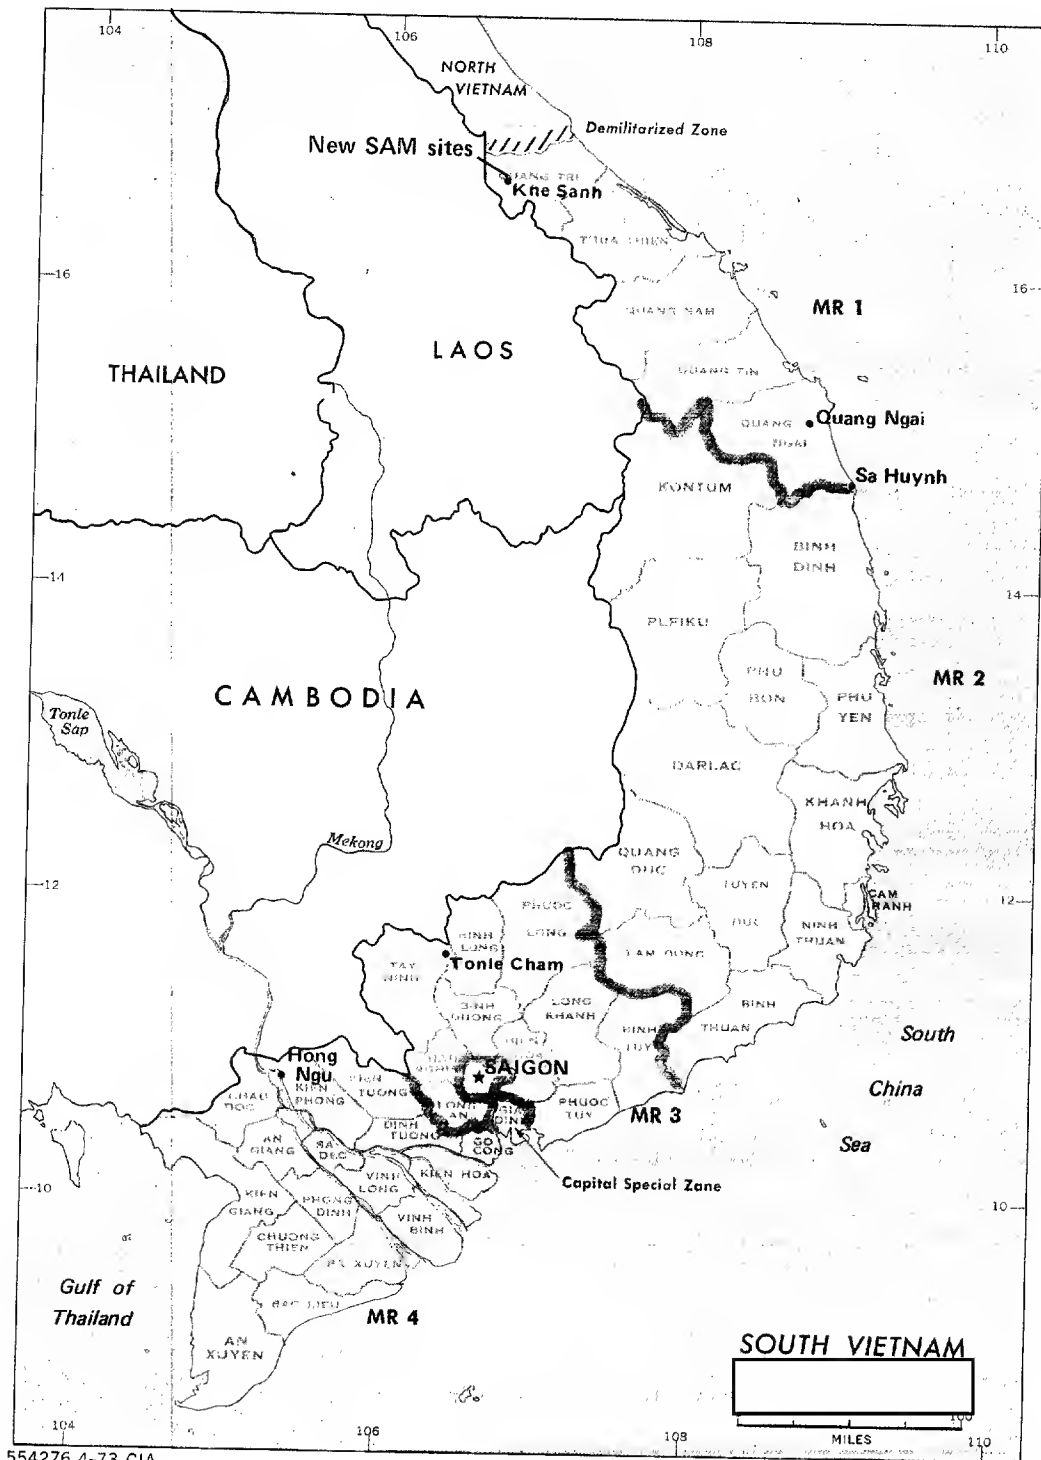 104
106
108
110
NORTH
VIETNAM
Demilitarized Zone
New SAM sites
QUANG TRI
Khe Sanh
THUA THIEN
16
16
MR 1
QUANG NAM
LAOS
THAILAND
QUANG TIN
Quang Ngai
QUANG
NGAI
Sa Huynh
KONTUM
BINH
DINH
14
14
PLEIKU
PHU
BON
MR 2
CAMBODIA
PHU
YEN
Tonle
Sap
DARLAC
KHANH
HOA
Mekong
QUANG
DUC
12
12
TUYEN
DUC
CAM
RANH
PHUOC
LONG
NINH
THUAN
BINH
LONG
LAM DONG
TAY
NINH
Tonle Cham
LONG
KHANH
BINH
DUONG
BINH
THUAN
BINH
TUY
South
China
Sea
Hong
Ngu
SAIGON
KIEN
TUONG
KIEN
PHONG
CHAU
DOC
LONG
AN
GIA
DINH
PHUOC
TUY
MR 3
DINH
TUONG
GO
CONG
AN
GIANG
SA
DEC
Capital Special Zane
VINH
LONG
KIEN HOA
10
10
KIEN
GIANG
PHONG
DINH
VINH
BINH
CHUONG
THIEN
BA XUYEN
Gulf of
Thailand
BAC LIEU
MR 4
AN
XUYEN
SOUTH VIETNAM
100
MILES
104
106
108
110
554276 4-73 CIA